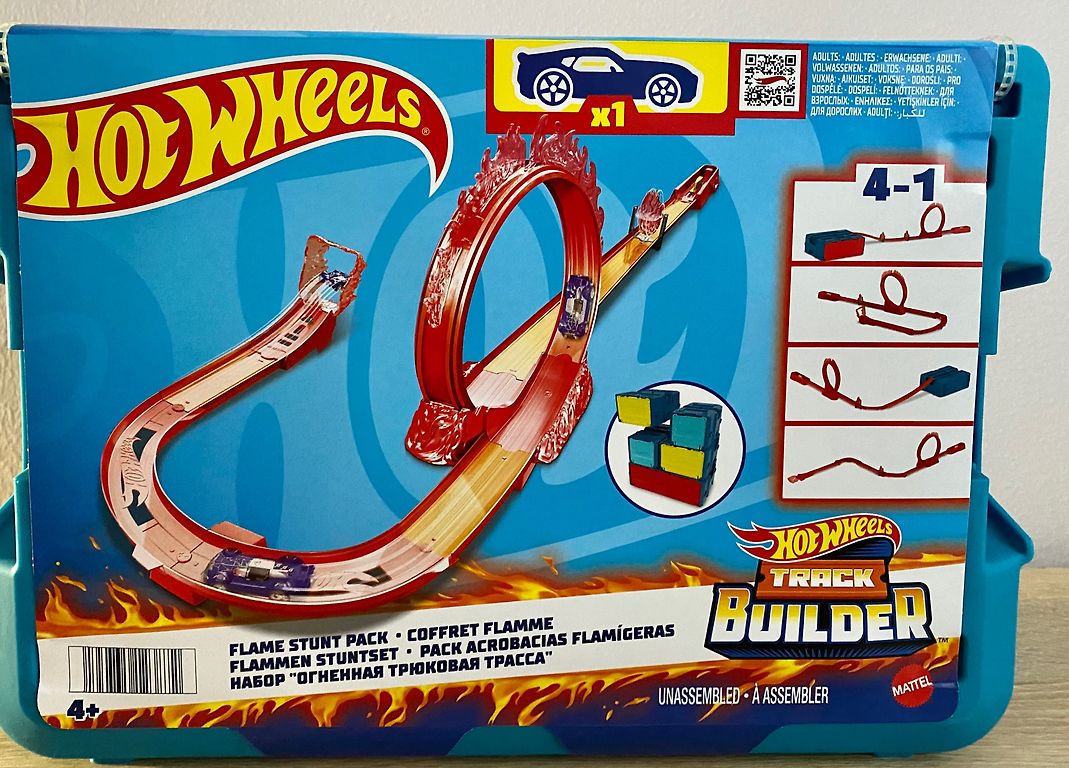 HOT WHEELS®
x1
ADULTS: · ADULTES : · ERWACHSENE: · ADULTI: ·
VOLWASSENEN: · ADULTOS: · PARA OS PAIS: ·
VUXNA: · AIKUISET: · VOKSNE: · DOROSLI: · PRO
DOSPĚLÉ: · DOSPELÍ: · FELNŐTTEKNEK: · ДЛЯ
ВЗРОСЛЫХ: · ΕΝΗΛΙΚΕΣ: · YETİŞKİNLER İÇİN: ·
ДЛЯ ДОРОСЛИХ · ADULȚI: · للكبار:
4-1
HOT WHEELS
TRACK
BUILDER™
FLAME STUNT PACK · COFFRET FLAMME
FLAMMEN STUNTSET · PACK ACROBACIAS FLAMÍGERAS
НАБОР "ОГНЕННАЯ ТРЮКОВАЯ ТРАССА"
UNASSEMBLED · À ASSEMBLER
MATTEL
4+